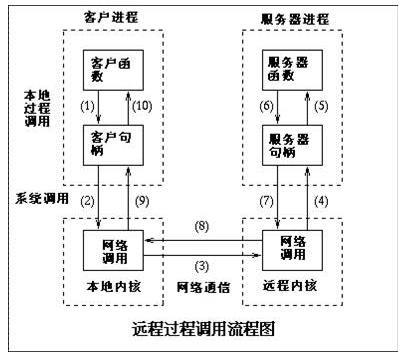 客户进程
服务器进程
客户函
数
服务器
函数
本地
过程
调用
(1)
(10)
(6)
(5)
客户句
柄
服务器
句柄
系统调用
(2)
(9)
(7)
(4)
(8)
网络
调用
网络
调用
(3)
本地内核
网络通信
远程内核
远程过程调用流程图